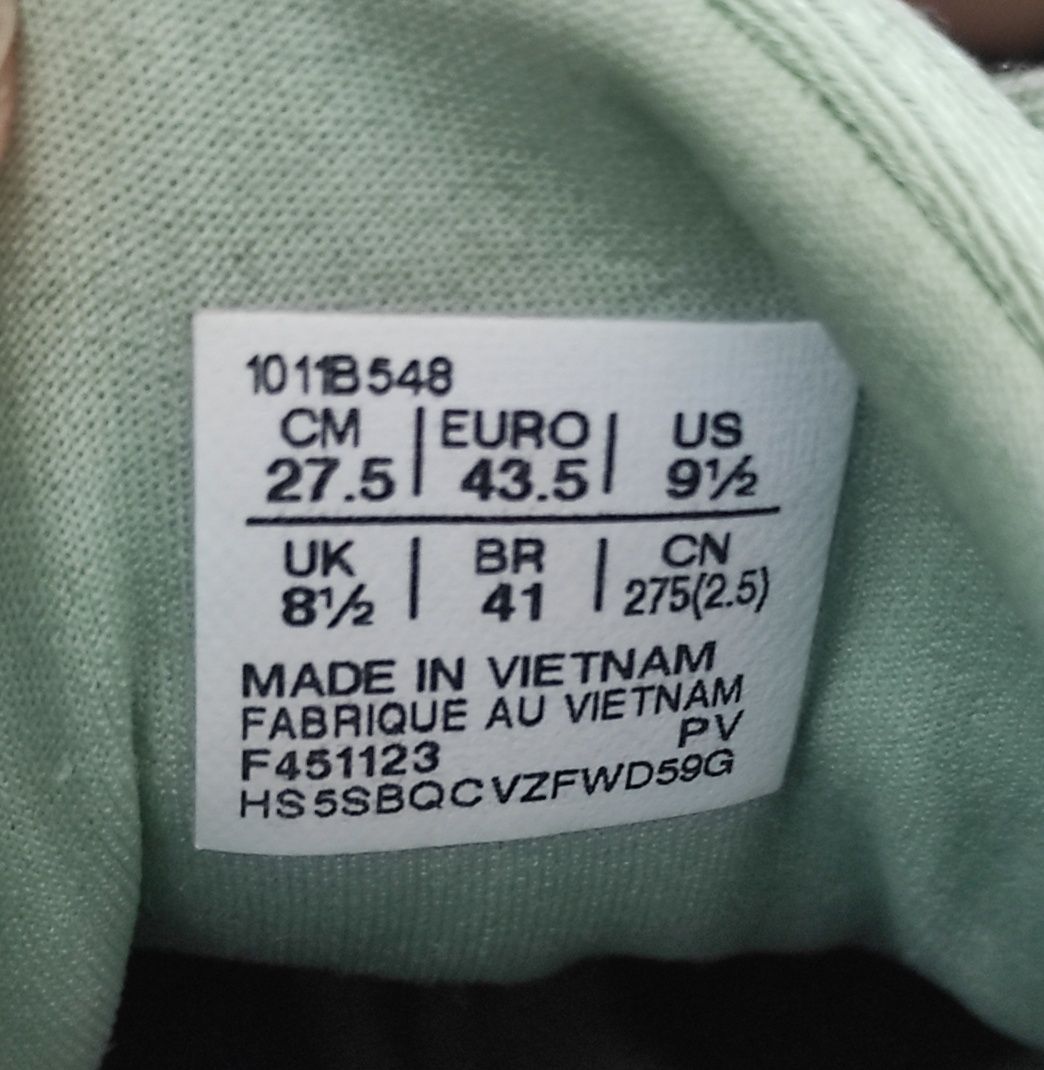 1011B548
CM | EURO | US
27.5 | 43.5 | 9½
UK | BR | CN
8½ | 41 | 275(2.5)
MADE IN VIETNAM
FABRIQUE AU VIETNAM
PV
F451123
HS5SBQCVZFWD59G